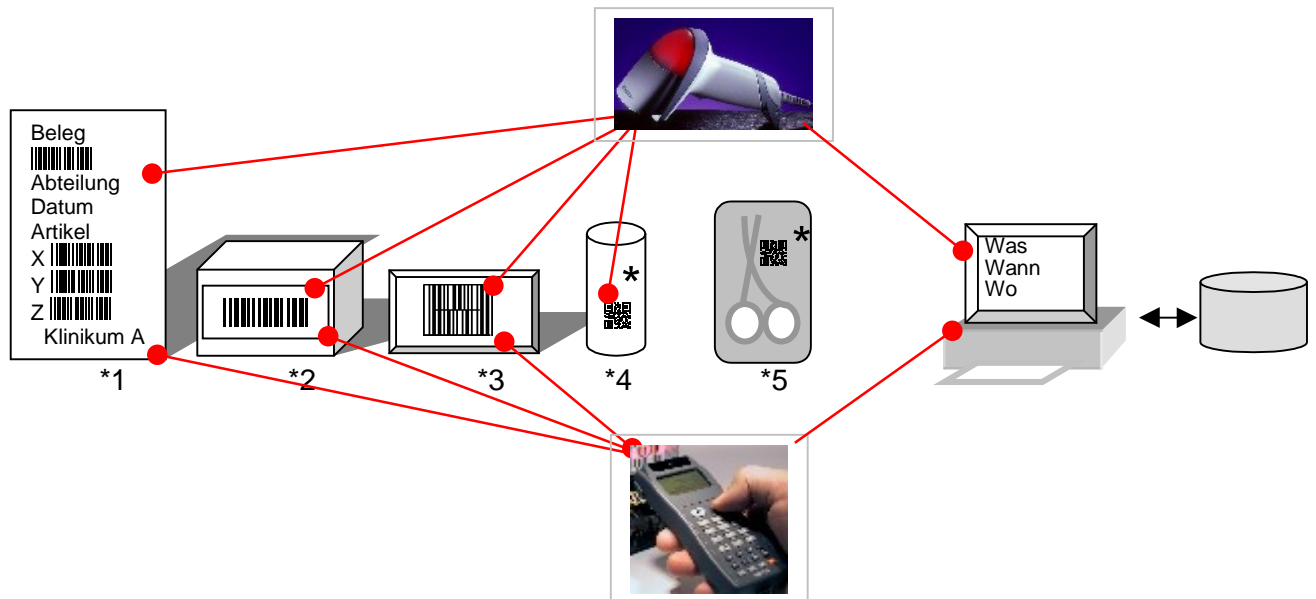 Beleg
Abteilung
Datum
Artikel
X
Y
Z
Klinikum A
*1
*2
*3
*
*4
*
*5
Was
Wann
Wo